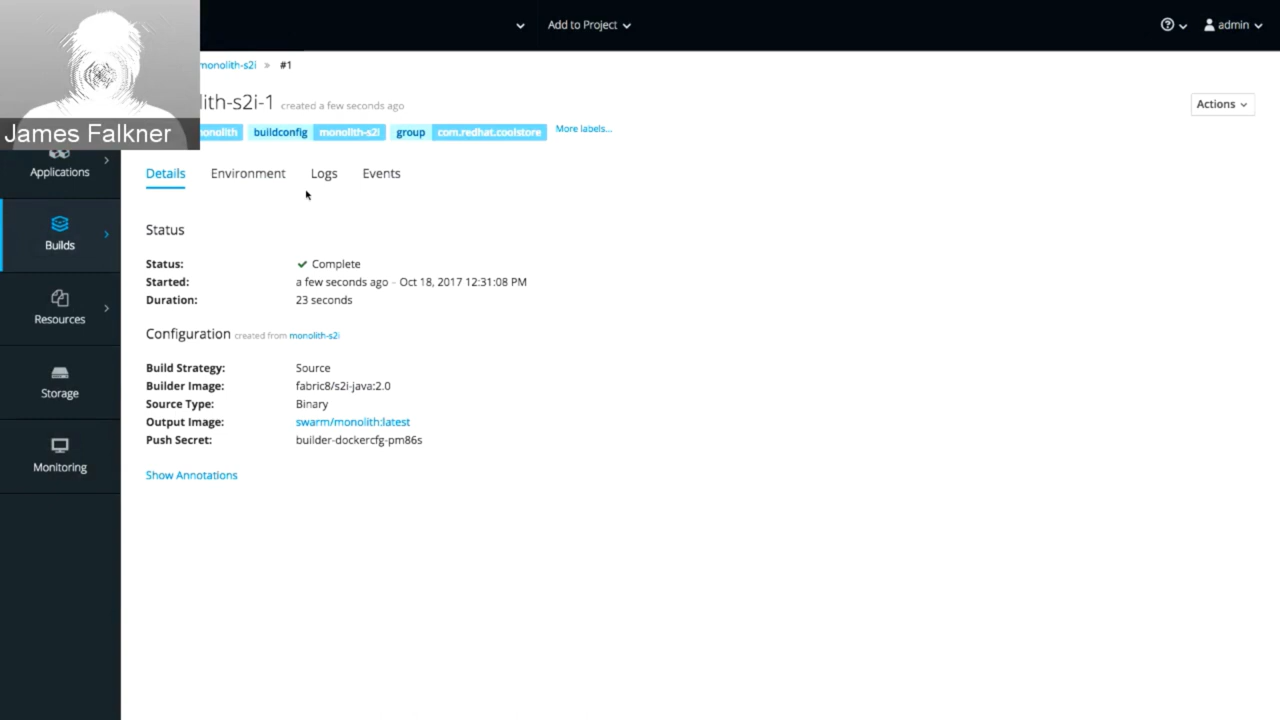 Add to Project
admin
monolith-s2i » #1
lith-s2i-1 created a few seconds ago
Actions
James Falkner
monolith buildconfig monolith-s2i group com.redhat.coolstore More labels...
Applications
Details Environment Logs Events
Builds
Status
Status: Complete
Started: a few seconds ago – Oct 18, 2017 12:31:08 PM
Duration: 23 seconds
Resources
Configuration created from monolith-s2i
Build Strategy: Source
Builder Image: fabric8/s2i-java:2.0
Storage
Source Type: Binary
Output Image: swarm/monolith:latest
Push Secret: builder-dockercfg-pm86s
Monitoring
Show Annotations